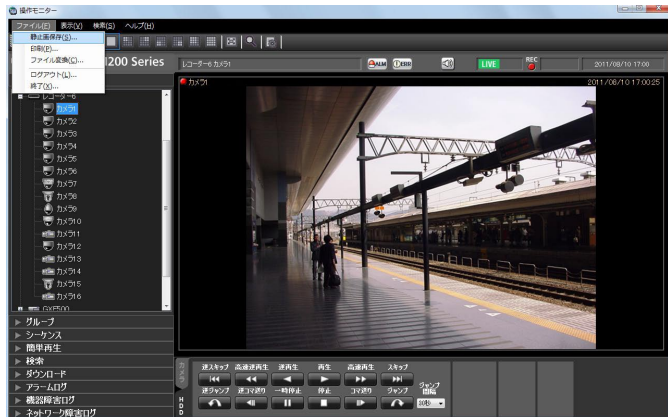 操作モニター
ファイル(F) 表示(V) 検索(S) ヘルプ(H)
静止画保存(S)...
印刷(P)...
ファイル変換(C)...
ログアウト(L)...
終了(X)...
200 Series
レコーダー6 カメラ1
ALM
ERR
LIVE
REC
2011/08/10 17:00
レコーダー6
カメラ1
カメラ2
カメラ3
カメラ4
カメラ5
カメラ6
カメラ7
カメラ8
カメラ9
カメラ10
カメラ11
カメラ12
カメラ13
カメラ14
カメラ15
カメラ16
GXE500
カメラ1
2011/08/10 17:00:25
グループ
シーケンス
簡単再生
検索
ダウンロード
アラームログ
機器障害ログ
ネットワーク障害ログ
カメラ
HDD
逆スキップ 高速逆再生 逆再生 再生 高速再生 スキップ
逆ジャンプ 逆コマ送り 一時停止 停止 コマ送り ジャンプ
ジャンプ間隔
30秒